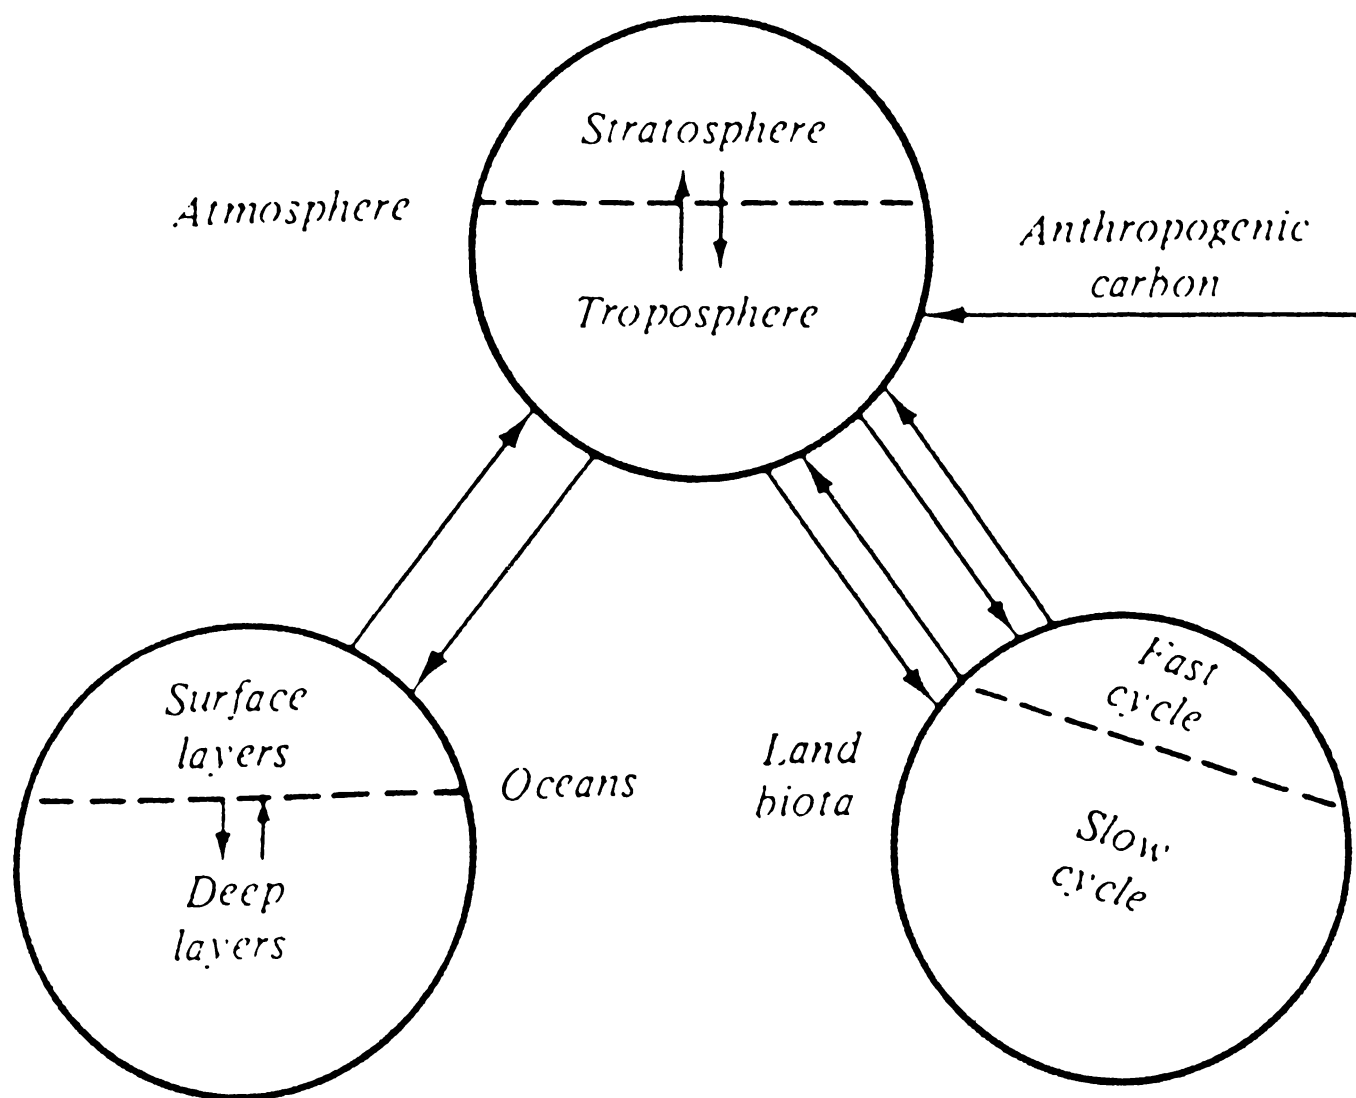 Stratosphere
Atmosphere
Troposphere
Anthropogenic
carbon
Surface
layers
Oceans
Deep
layers
Land
biota
Fast
cycle
Slow
cycle